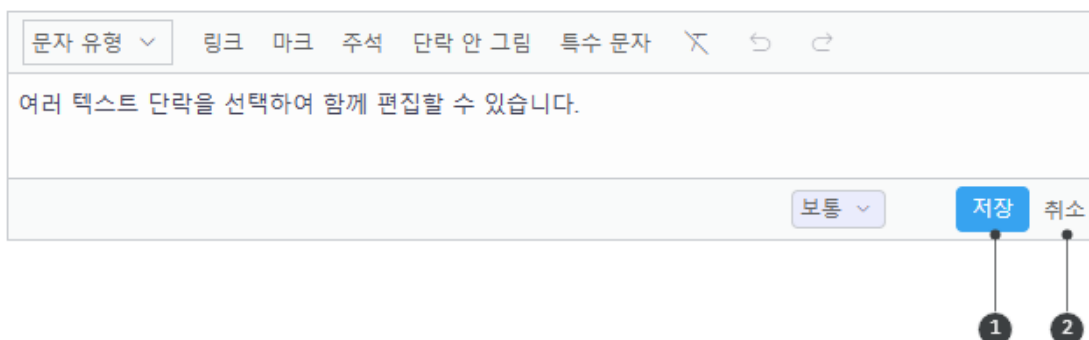 문자 유형 링크 마크 주석 단락 안 그림 특수 문자
여러 텍스트 단락을 선택하여 함께 편집할 수 있습니다.
보통 저장 취소
1 2